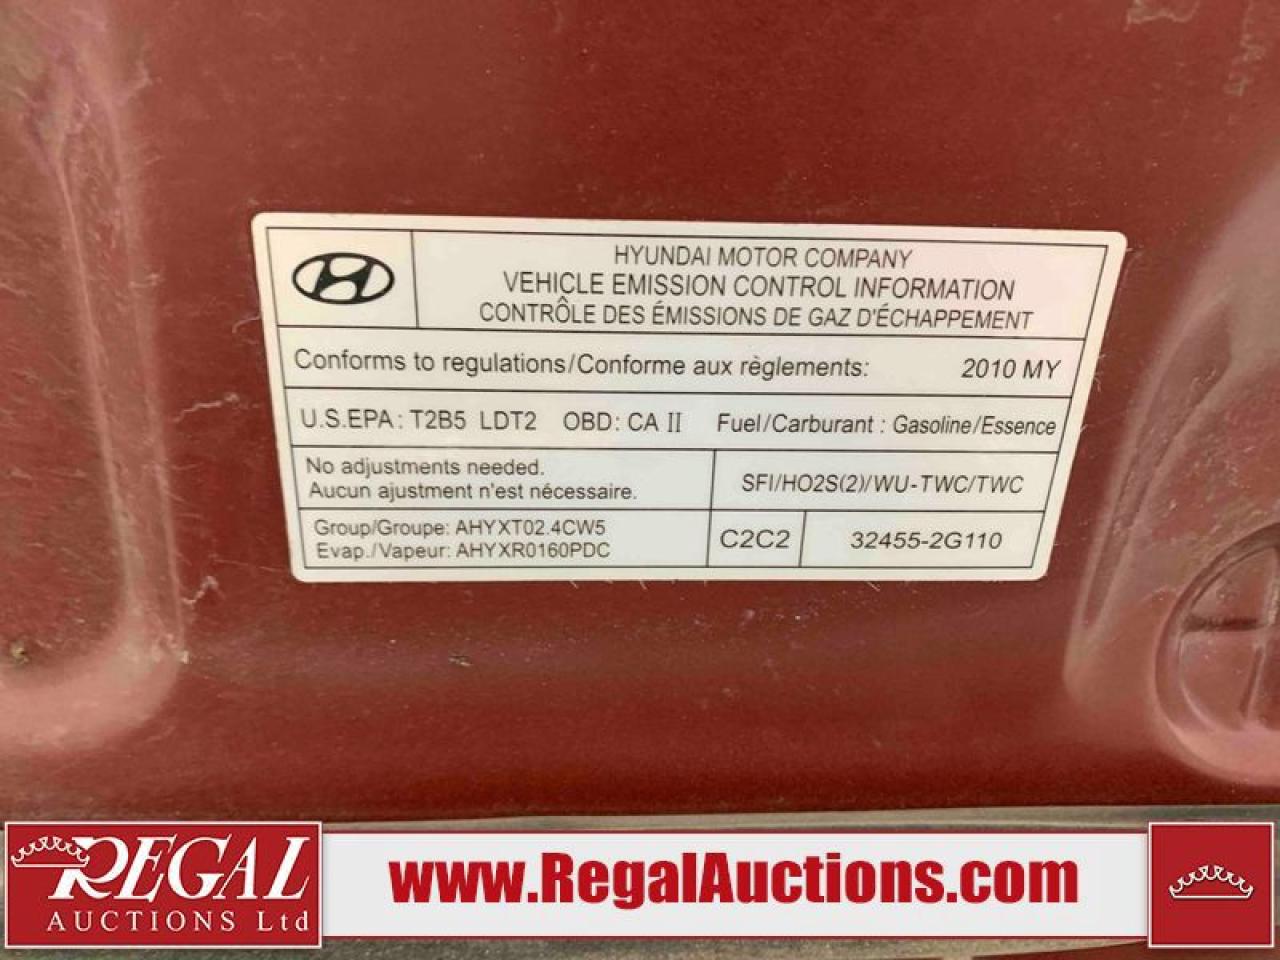 HYUNDAI MOTOR COMPANY
VEHICLE EMISSION CONTROL INFORMATION
CONTRÔLE DES ÉMISSIONS DE GAZ D'ÉCHAPPEMENT
Conforms to regulations/Conforme aux règlements: 2010 MY
U.S.EPA: T2B5 LDT2 OBD: CA II Fuel/Carburant : Gasoline/Essence
No adjustments needed.
Aucun ajustment n'est nécessaire.
SFI/HO2S(2)/WU-TWC/TWC
Group/Groupe: AHYXT02.4CW5
Evap./Vapeur: AHYXR0160PDC
C2C2
32455-2G110
REGAL
AUCTIONS Ltd
www.RegalAuctions.com